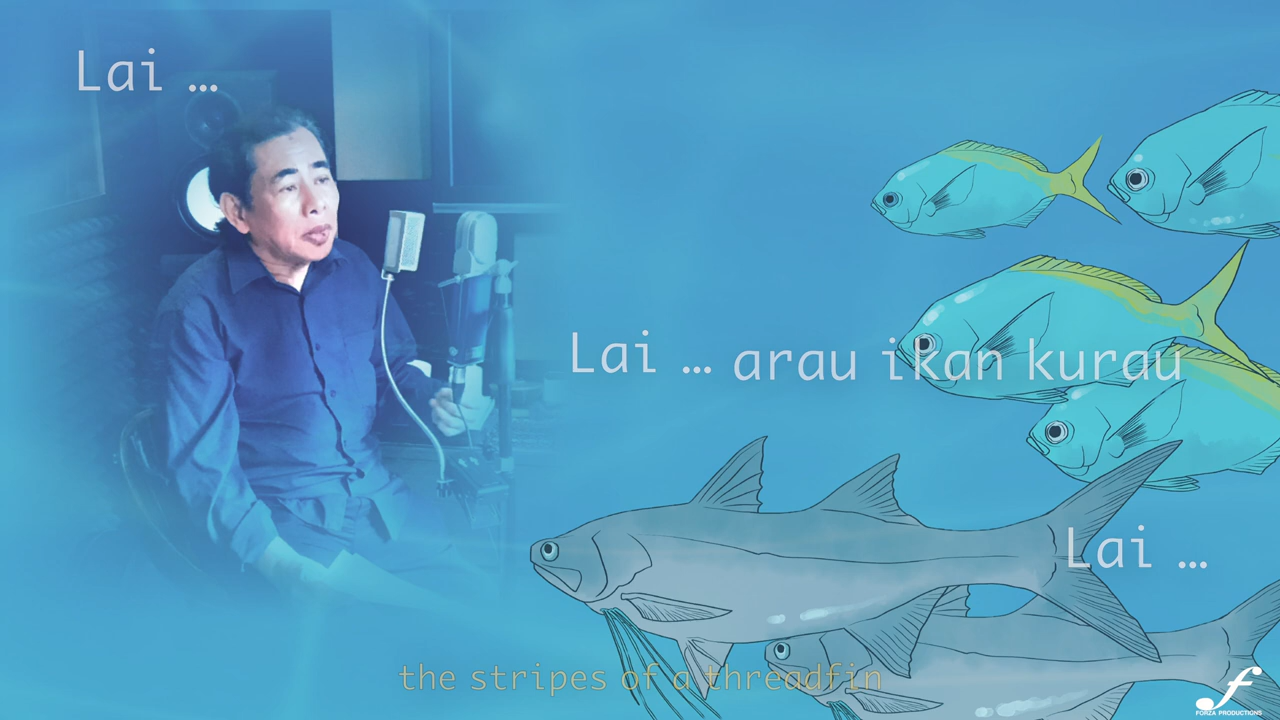 Lai ...
Lai ... arau ikan kurau
Lai ...
the stripes of a threadfin
f
FORZA PRODUCTIONS